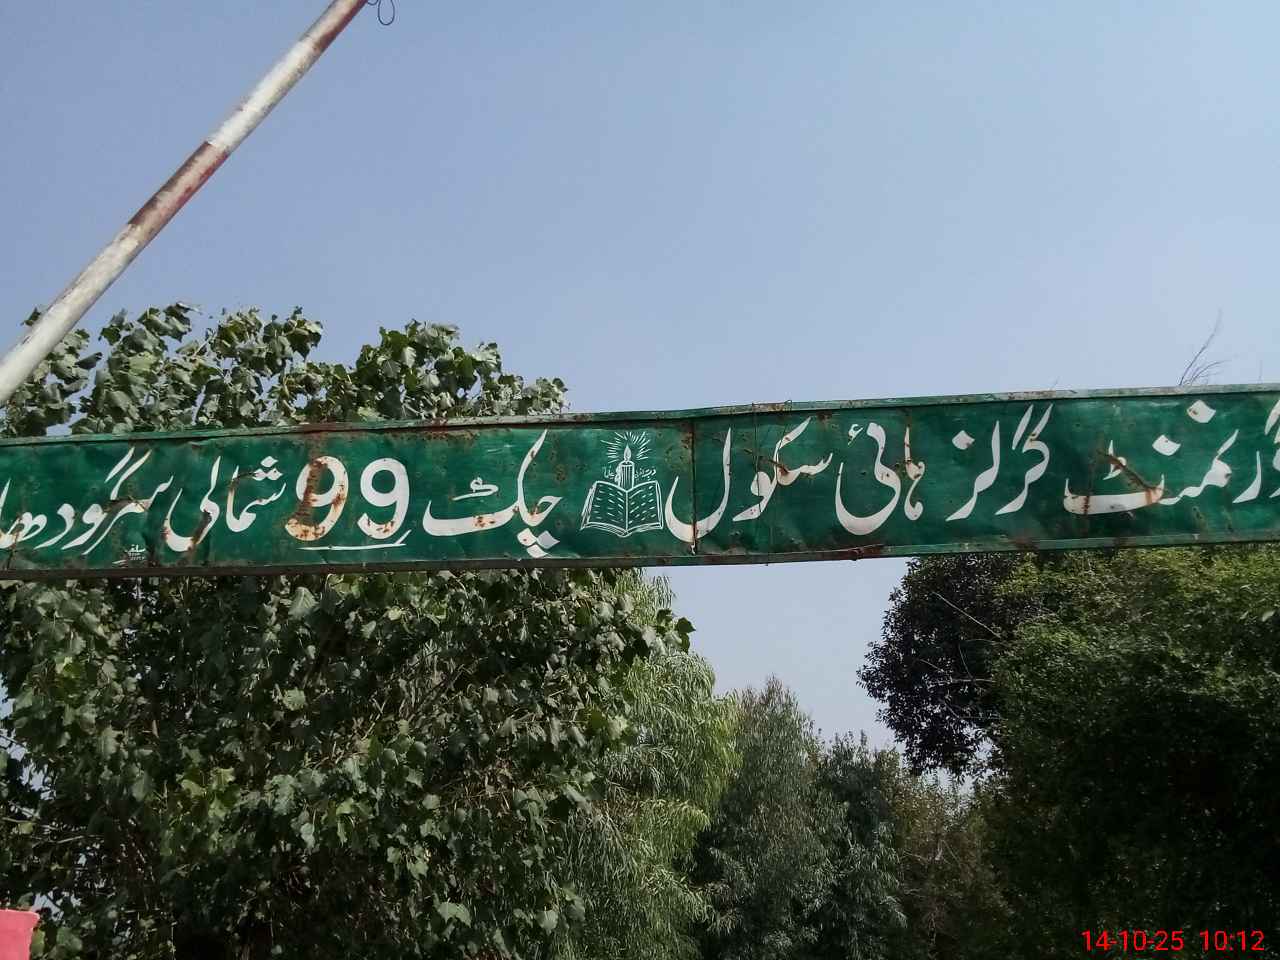 گورنمنٹ گرلز ہائی سکول چک 99 شمالی سرگودھا
14-10-25 10:12